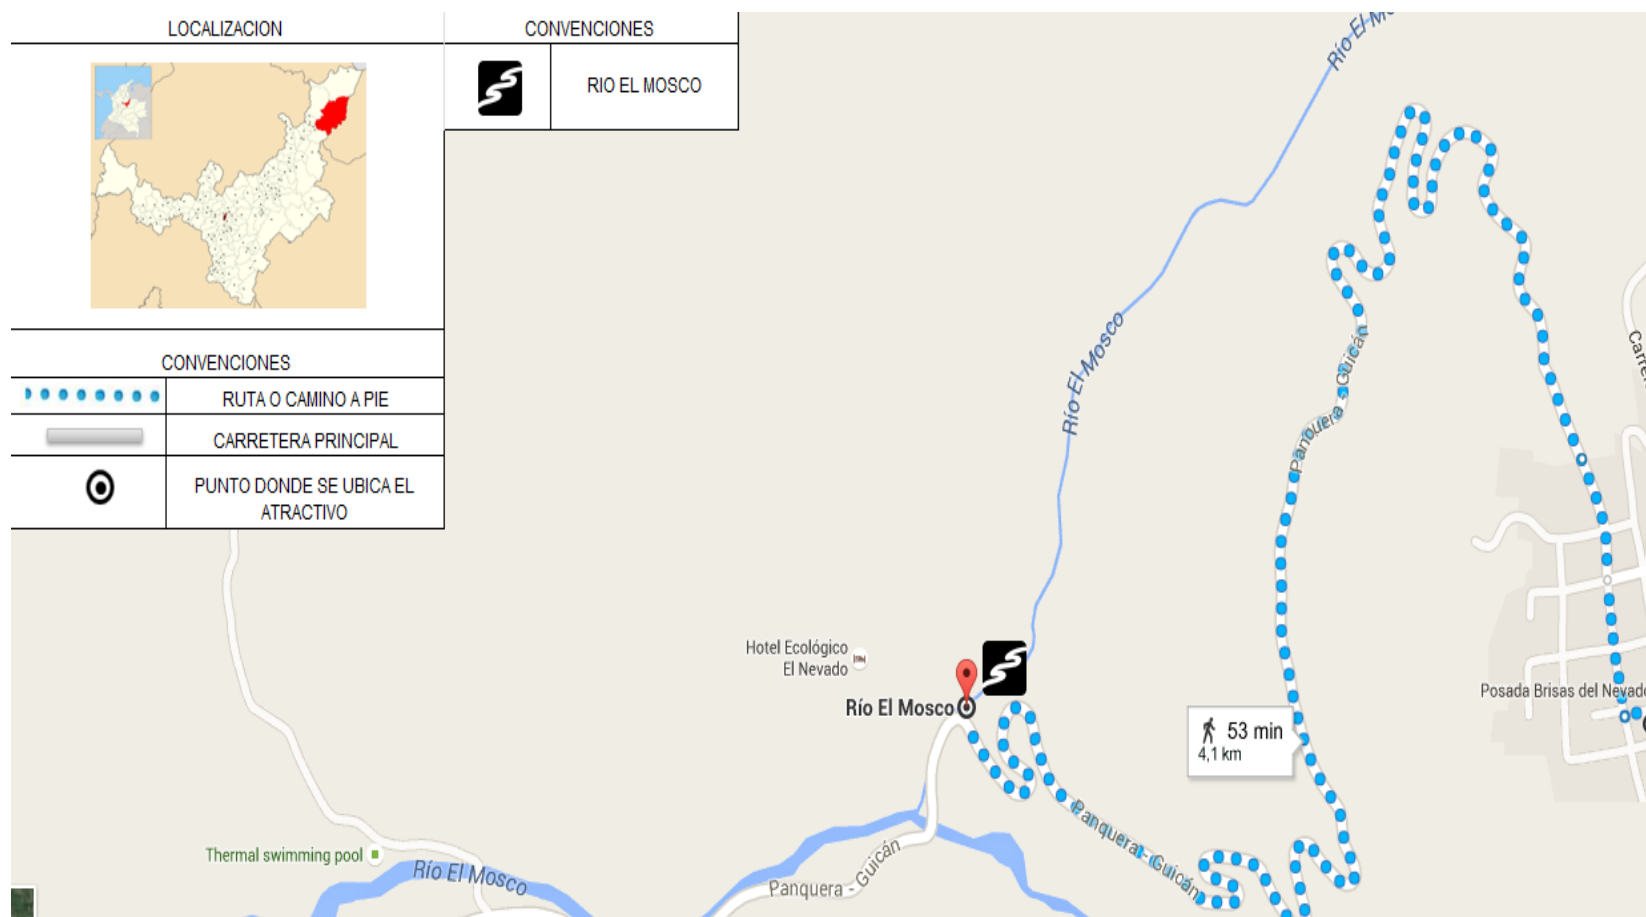 LOCALIZACION
CONVENCIONES
RIO EL MOSCO
CONVENCIONES
RUTA O CAMINO A PIE
CARRETERA PRINCIPAL
PUNTO DONDE SE UBICA EL
ATRACTIVO
Río El Mosco
Panquera - Guicán
Hotel Ecológico
El Nevado
Río El Mosco
Posada Brisas del Nevado
53 min
4,1 km
Panquera - Guicán
Thermal swimming pool
Río El Mosco
Panquera - Guicán